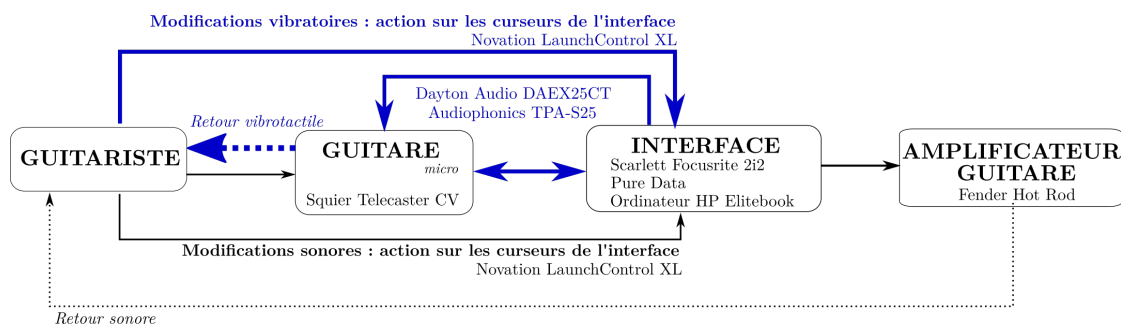 Modifications vibratoires : action sur les curseurs de l'interface
Novation LaunchControl XL
Dayton Audio DAEX25CT
Audiophonics TPA-S25
Retour vibrotactile
GUITARISTE
GUITARE
micro
Squier Telecaster CV
INTERFACE
Scarlett Focusrite 2i2
Pure Data
Ordinateur HP Elitebook
AMPLIFICATEUR
GUITARE
Fender Hot Rod
Modifications sonores : action sur les curseurs de l'interface
Novation LaunchControl XL
Retour sonore